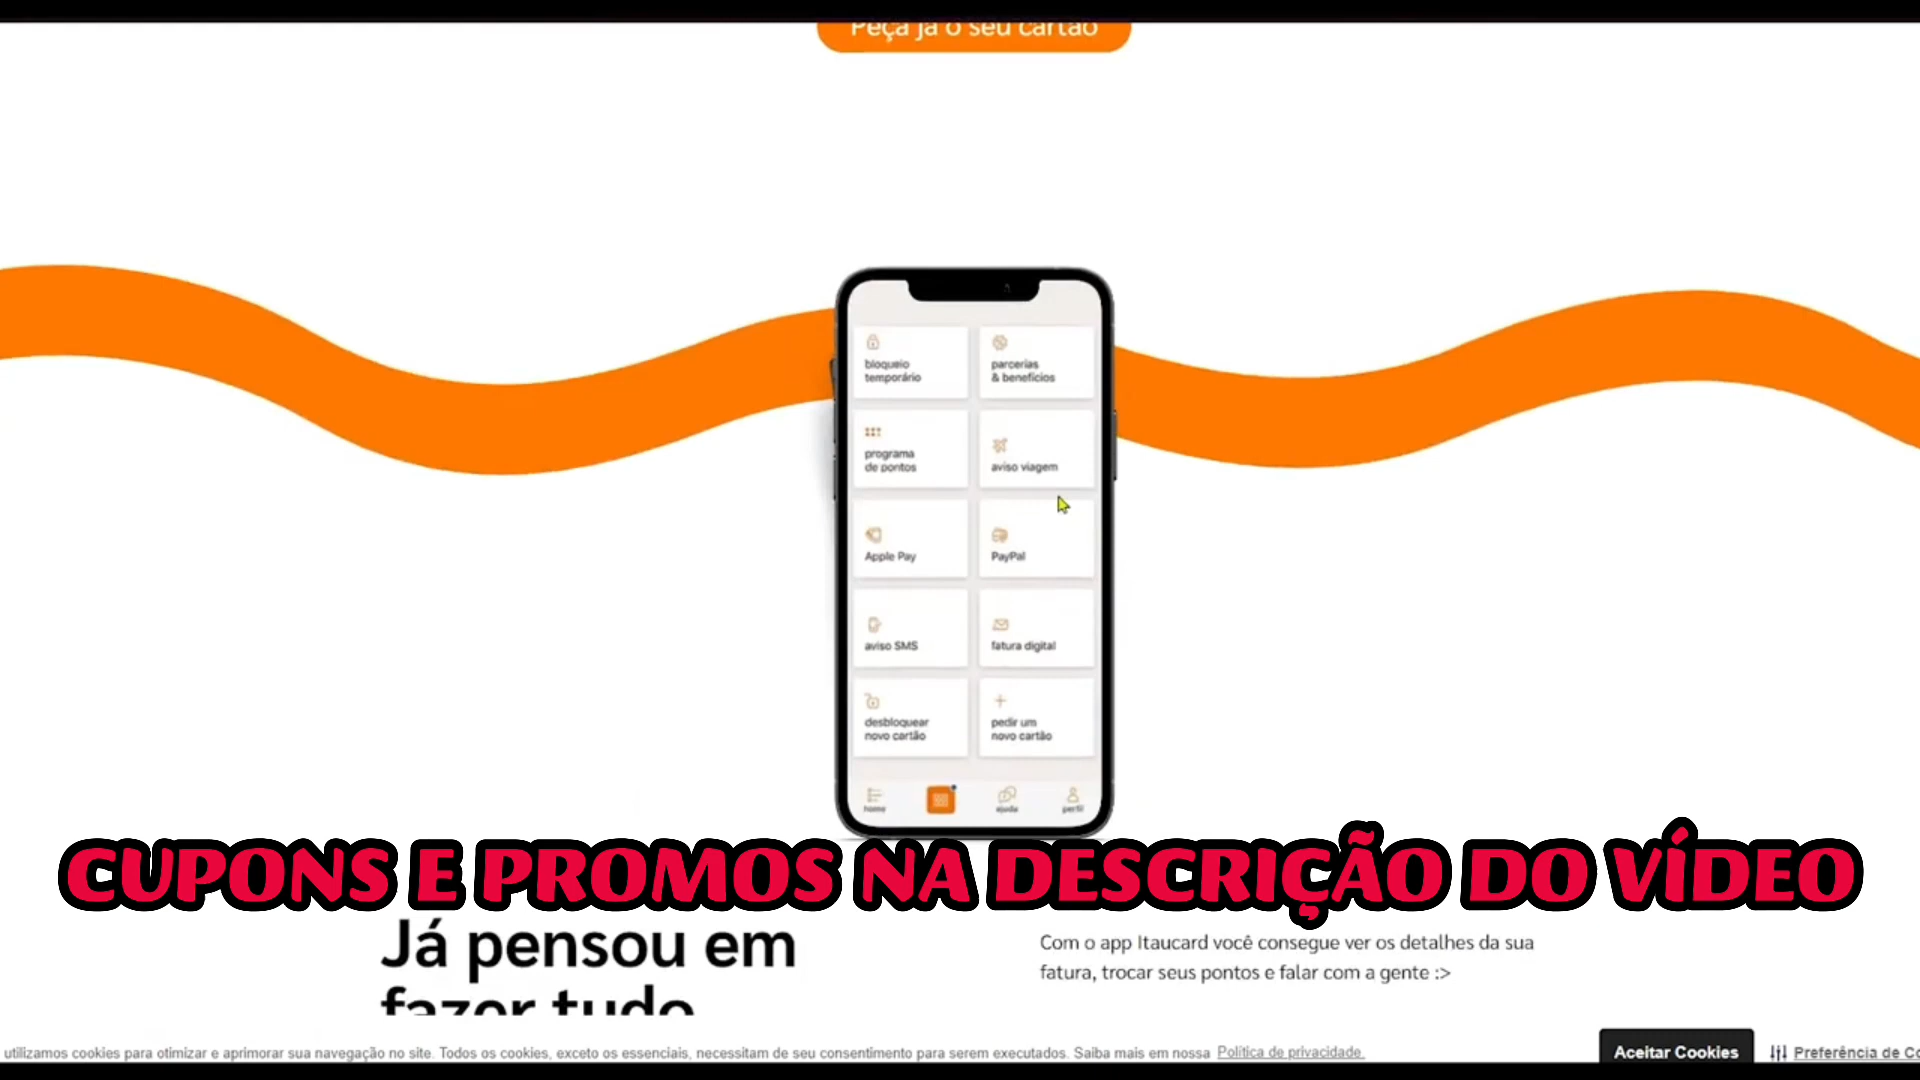 Peça já o seu cartão
bloqueio
temporário
parcerias
& benefícios
programa
de pontos
aviso viagem
Apple Pay
PayPal
aviso SMS
fatura digital
desbloquear
novo cartão
pedir um
novo cartão
home
ajuda
perfil
CUPONS E PROMOS NA DESCRIÇÃO DO VÍDEO
Já pensou em
fazer tudo
Com o app Itaucard você consegue ver os detalhes da sua
fatura, trocar seus pontos e falar com a gente :>
utilizamos cookies para otimizar e aprimorar sua navegação no site. Todos os cookies, exceto os essenciais, necessitam de seu consentimento para serem executados. Saiba mais em nossa Política de privacidade.
Aceitar Cookies
Preferência de Co